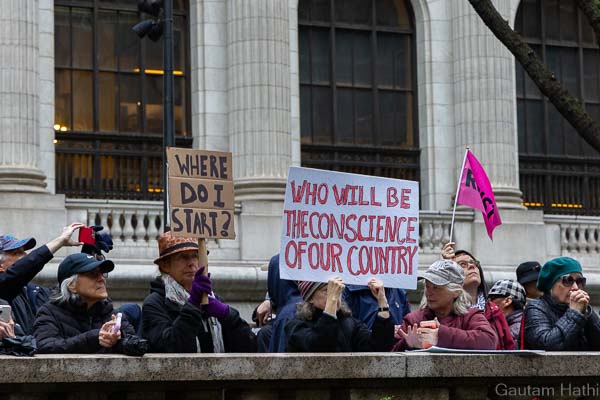 WHERE
DO I
START?
WHO WILL BE
THE CONSCIENCE
OF OUR COUNTRY
Gautam Hathi